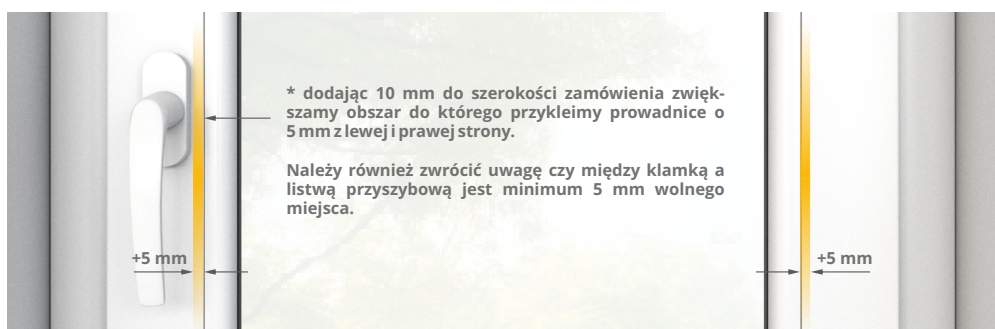 * dodając 10 mm do szerokości zamówienia zwięk-
szamy obszar do którego przykleimy prowadnice o
5 mm z lewej i prawej strony.
Należy również zwrócić uwagę czy między klamką a
listwą przyszybową jest minimum 5 mm wolnego
miejsca.
+5 mm
+5 mm